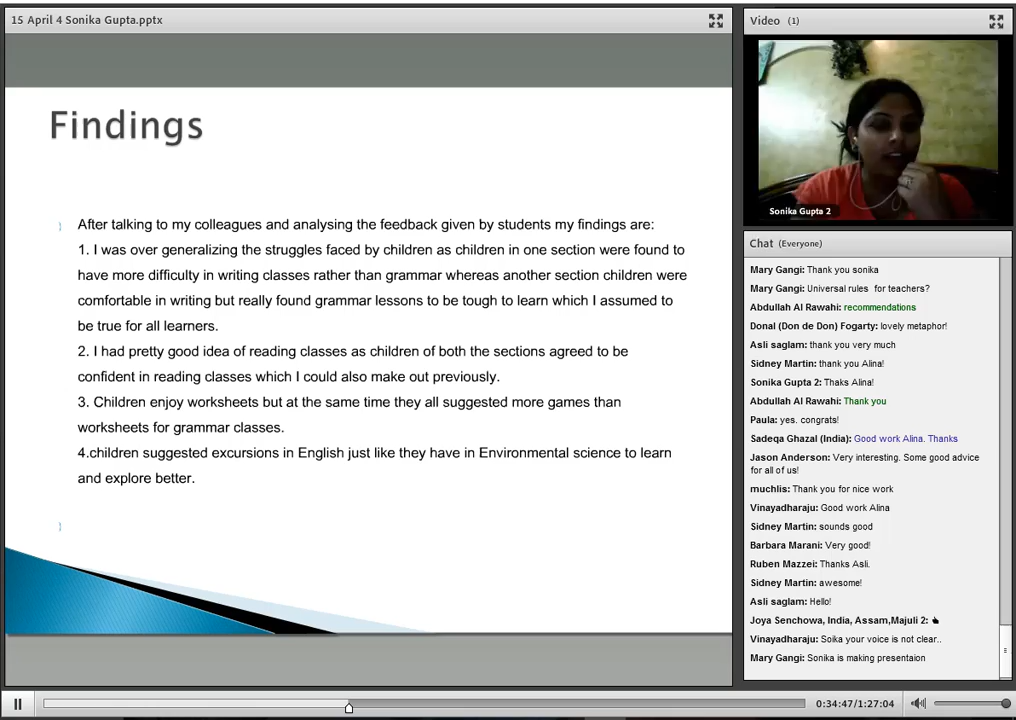 15 April 4 Sonika Gupta.pptx
Findings
After talking to my colleagues and analysing the feedback given by students my findings are:
1. I was over generalizing the struggles faced by children as children in one section were found to
have more difficulty in writing classes rather than grammar whereas another section children were
comfortable in writing but really found grammar lessons to be tough to learn which I assumed to
be true for all learners.
2. I had pretty good idea of reading classes as children of both the sections agreed to be
confident in reading classes which I could also make out previously.
3. Children enjoy worksheets but at the same time they all suggested more games than
worksheets for grammar classes.
4.children suggested excursions in English just like they have in Environmental science to learn
and explore better.
Video (1)
Sonika Gupta 2
Chat (Everyone)
Mary Gangi: Thank you sonika
Mary Gangi: Universal rules for teachers?
Abdullah Al Rawahi: recommendations
Donal (Don de Don) Fogarty: lovely metaphor!
Asli saglam: thank you very much
Sidney Martin: thank you Alina!
Sonika Gupta 2: Thaks Alina!
Abdullah Al Rawahi: Thank you
Paula: yes. congrats!
Sadeqa Ghazal (India): Good work Alina. Thanks
Jason Anderson: Very interesting. Some good advice
for all of us!
muchlis: Thank you for nice work
Vinayadharaju: Good work Alina
Sidney Martin: sounds good
Barbara Marani: Very good!
Ruben Mazzei: Thanks Asli.
Sidney Martin: awesome!
Asli saglam: Hello!
Joya Senchowa, India, Assam,Majuli 2:
Vinayadharaju: Soika your voice is not clear..
Mary Gangi: Sonika is making presentaion
0:34:47/1:27:04